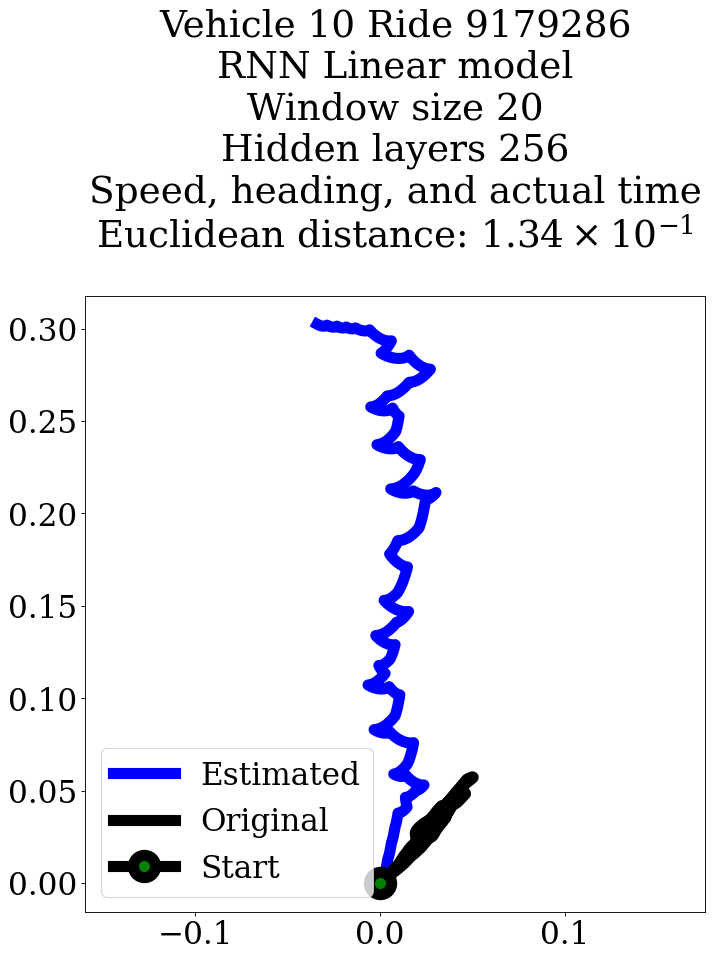 Vehicle 10 Ride 9179286
RNN Linear model
Window size 20
Hidden layers 256
Speed, heading, and actual time
Euclidean distance: 1.34 × 10⁻¹
0.30
0.25
0.20
0.15
0.10
0.05
0.00
Estimated
Original
Start
−0.1 0.0 0.1